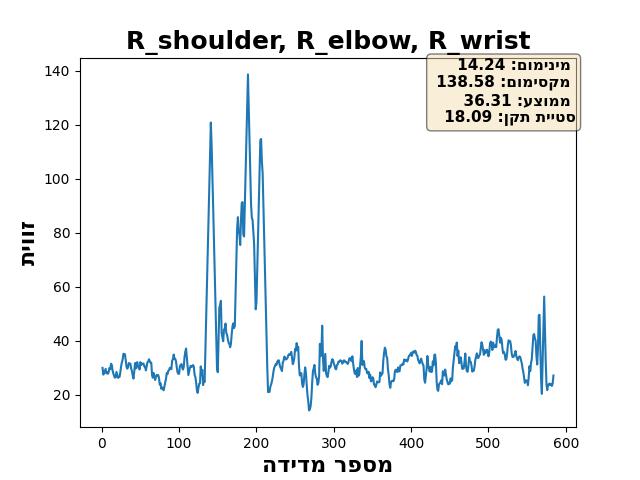 R_shoulder, R_elbow, R_wrist
מינימום: 14.24
מקסימום: 138.58
ממוצע: 36.31
סטיית תקן: 18.09
140
120
100
80
60
40
20
זווית
0 100 200 300 400 500 600
מספר מדידה